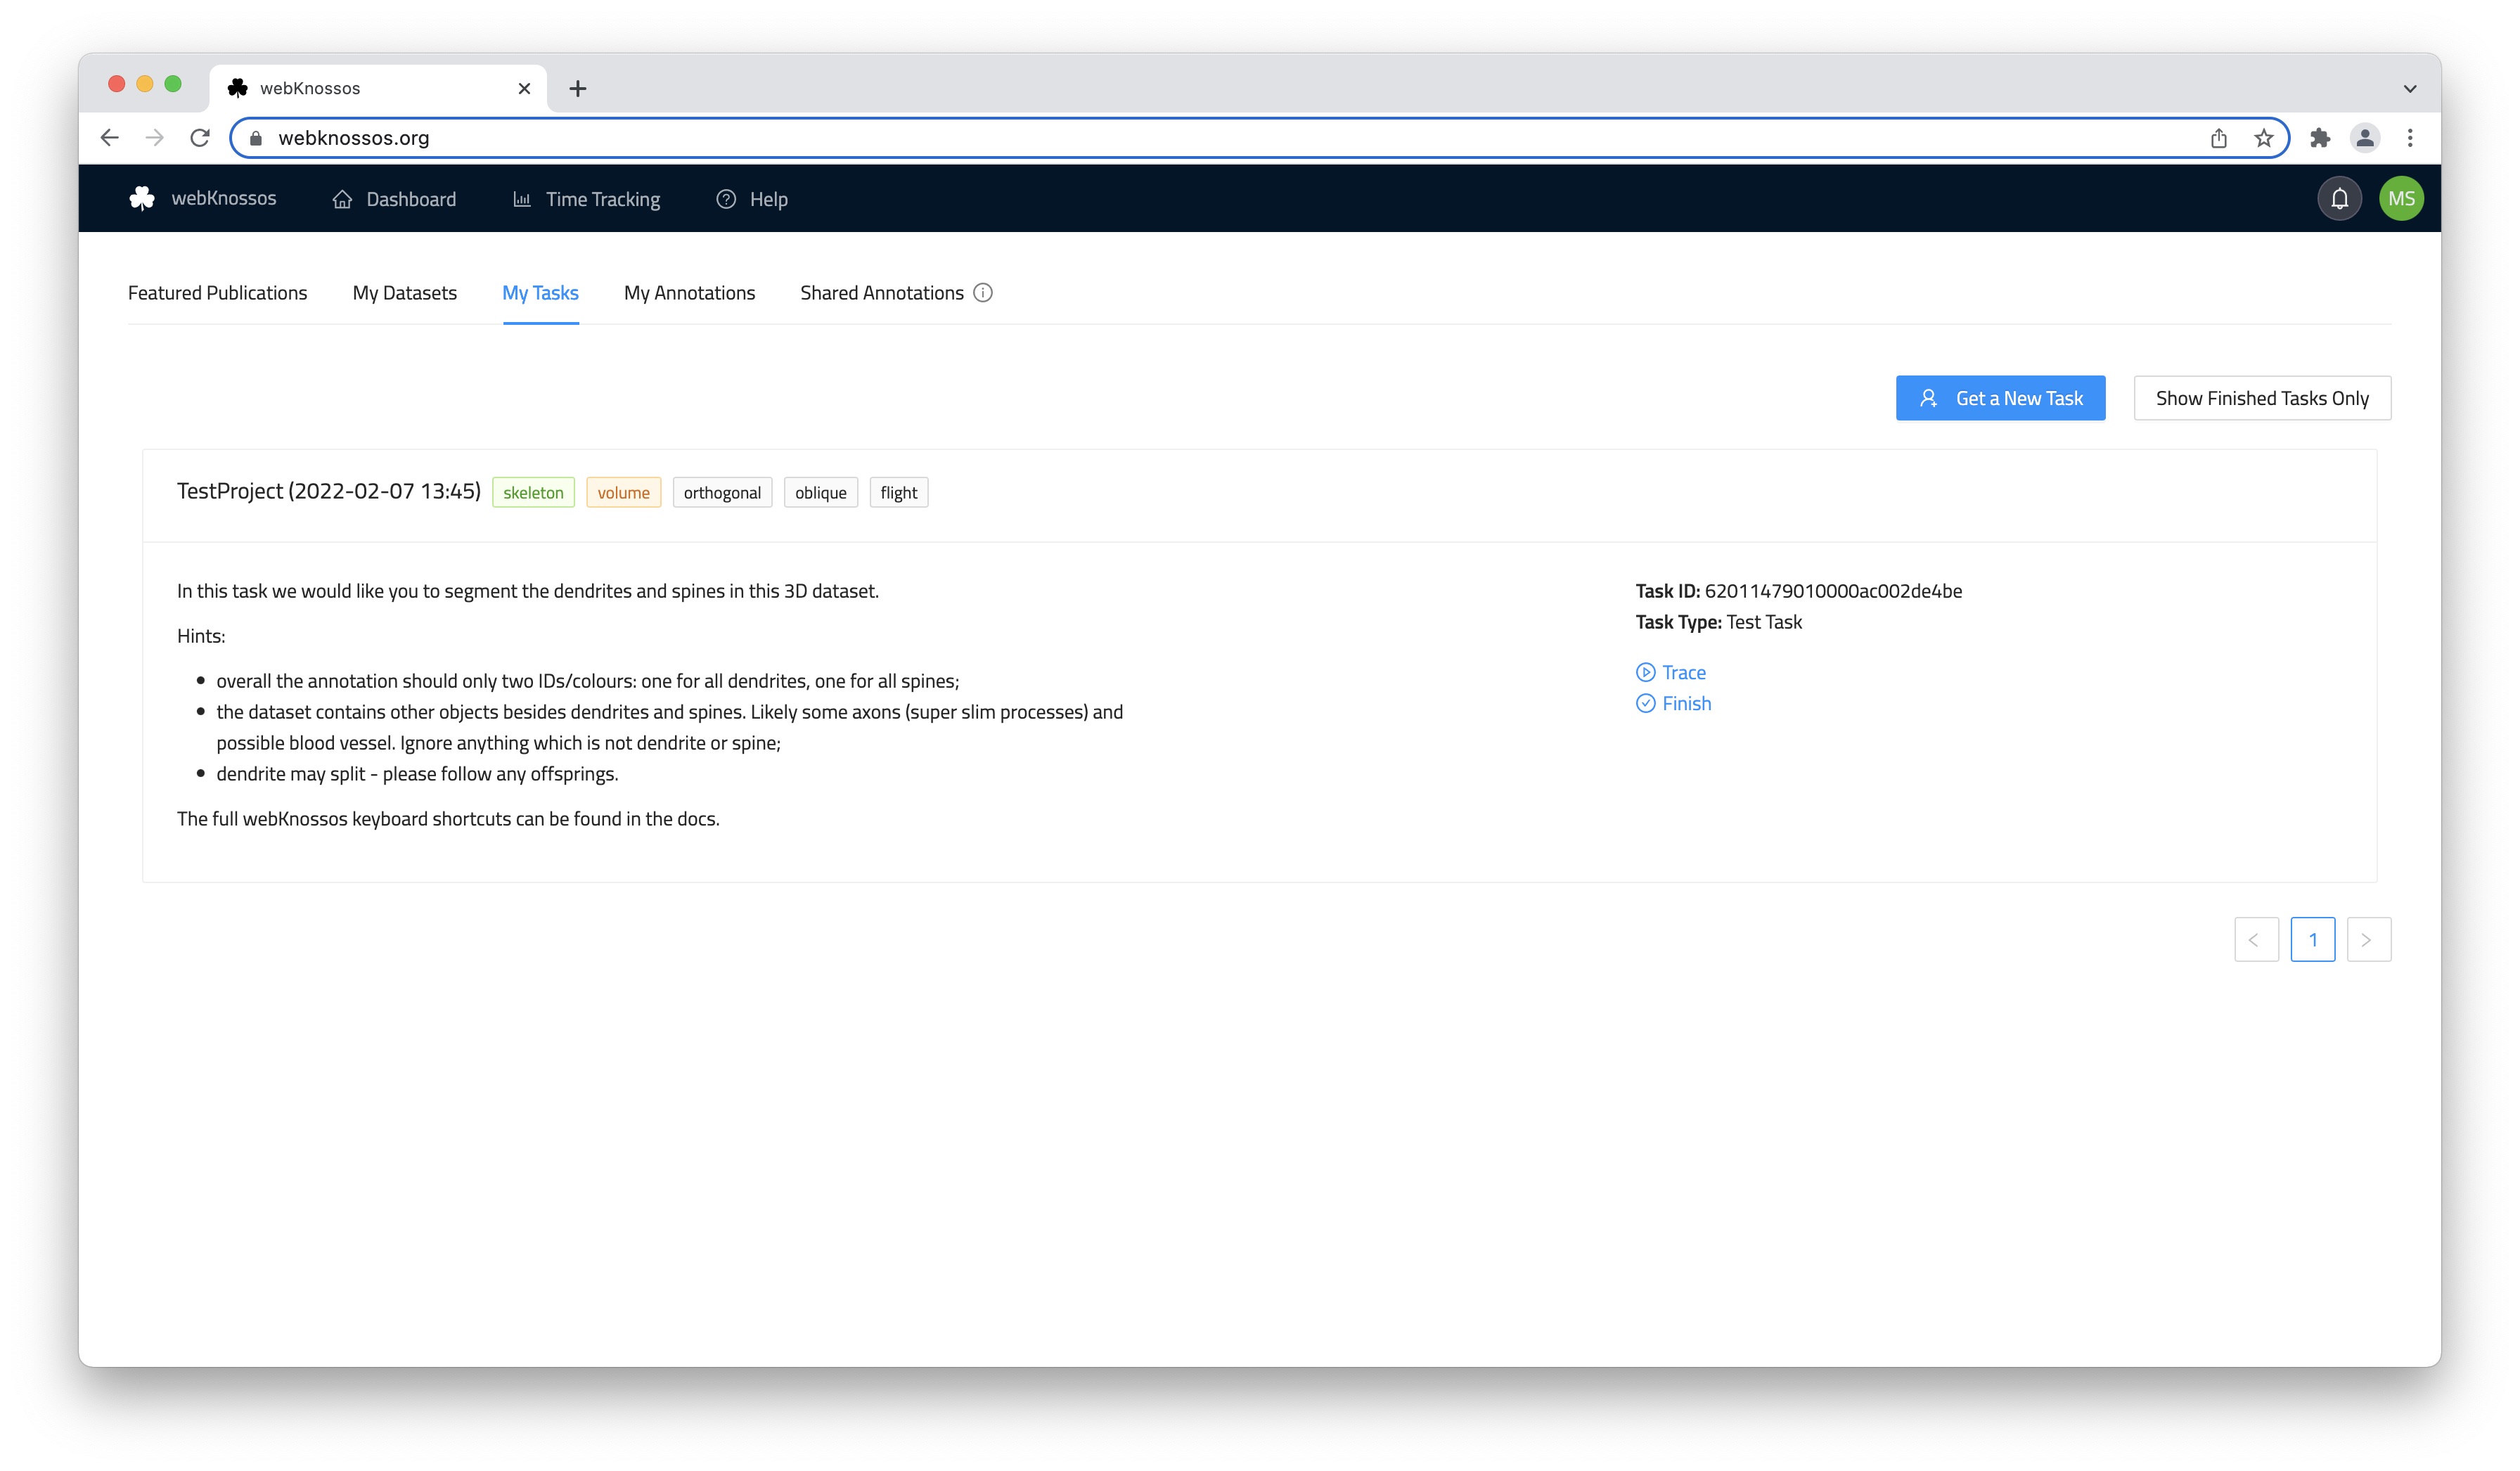 webKnossos
webknossos.org
webKnossos Dashboard Time Tracking Help MS
Featured Publications My Datasets My Tasks My Annotations Shared Annotations
Get a New Task Show Finished Tasks Only
TestProject (2022-02-07 13:45) skeleton volume orthogonal oblique flight
In this task we would like you to segment the dendrites and spines in this 3D dataset.
Hints:
• overall the annotation should only two IDs/colours: one for all dendrites, one for all spines;
• the dataset contains other objects besides dendrites and spines. Likely some axons (super slim processes) and
possible blood vessel. Ignore anything which is not dendrite or spine;
• dendrite may split - please follow any offsprings.
The full webKnossos keyboard shortcuts can be found in the docs.
Task ID: 62011479010000ac002de4be
Task Type: Test Task
Trace
Finish
1